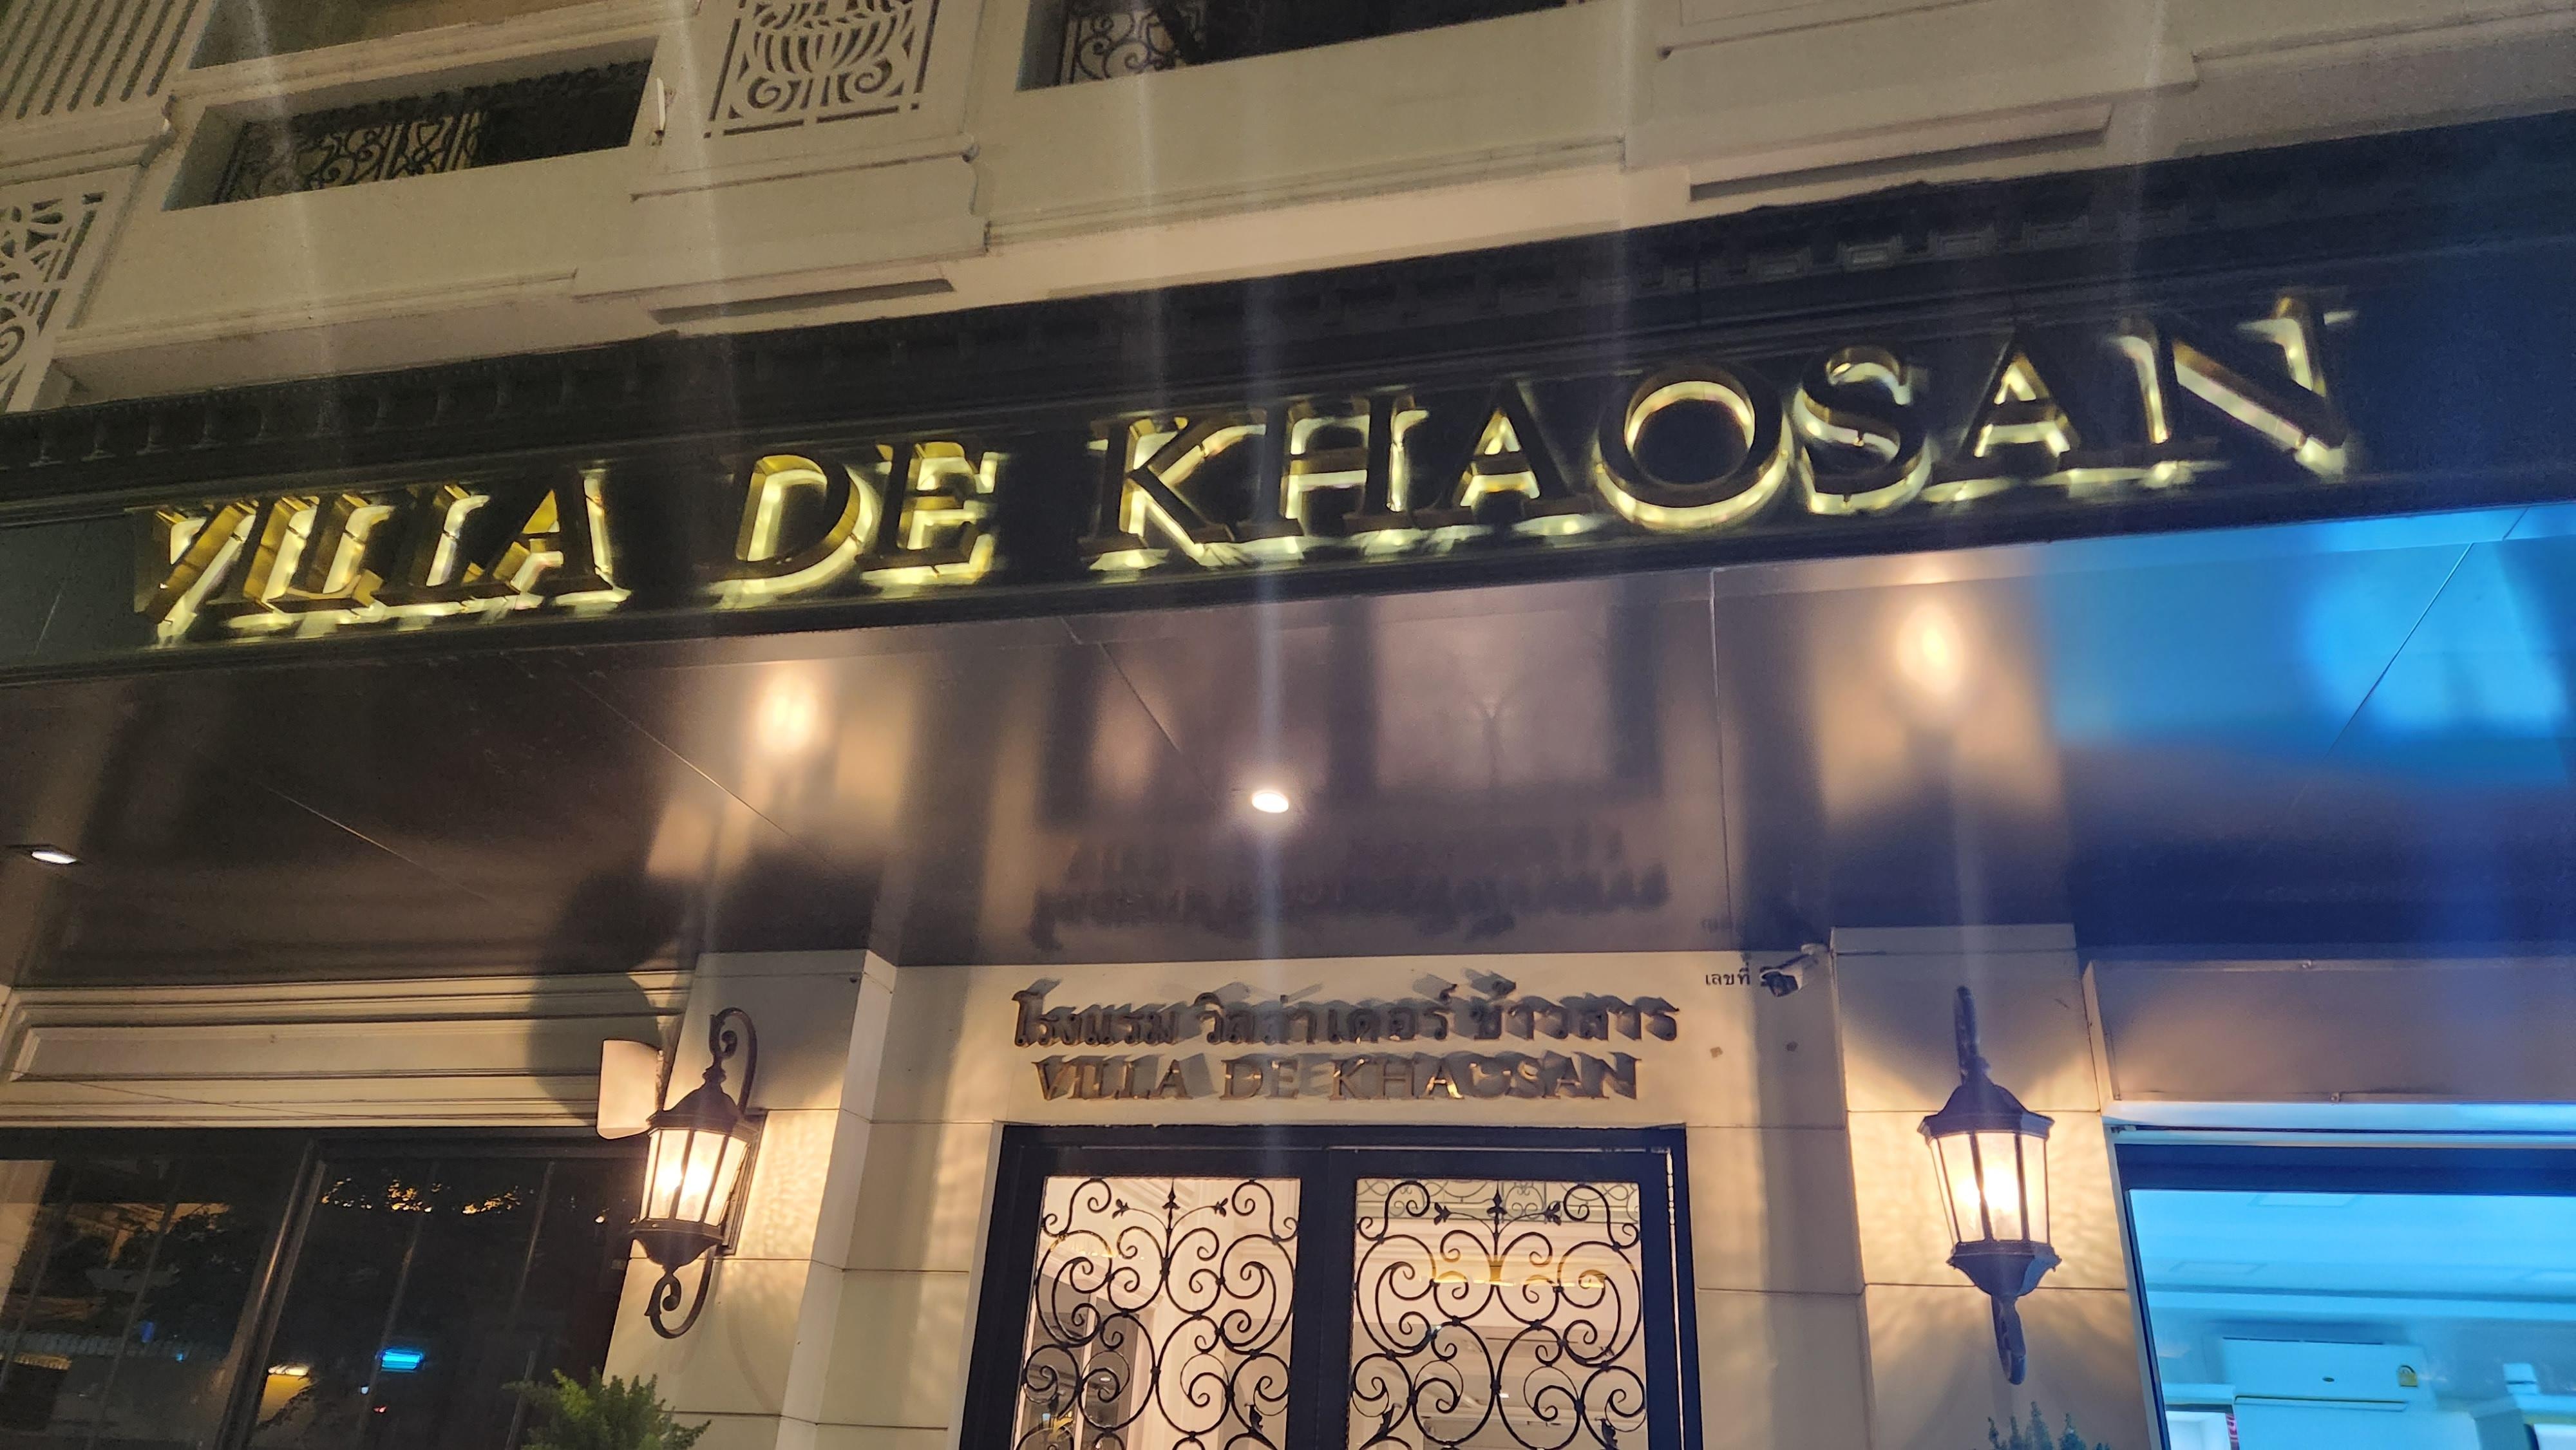 VILLA DE KHAOSAN
เลขที่
โรงแรม วิลล่า เดอร์ ข้าวสาร
VILLA DE KHAOSAN